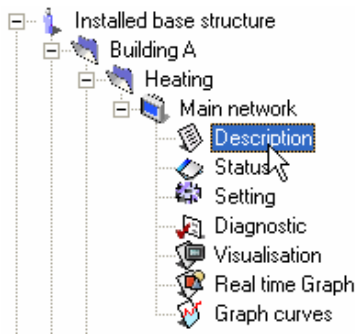 Installed base structure
Building A
Heating
Main network
Description
Status
Setting
Diagnostic
Visualisation
Real time Graph
Graph curves